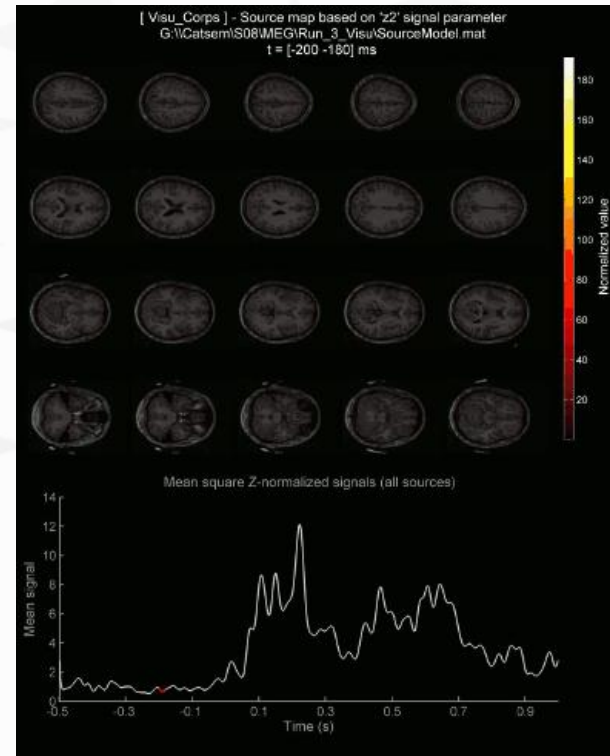 [ Visu_Corps ] - Source map based on 'z2' signal parameter
G:\\Catsem\S08\MEG\Run_3_Visu\SourceModel.mat
t = [-200 -180] ms
180
160
140
120
100
80
60
40
20
Normalized value
Mean square Z-normalized signals (all sources)
14
12
10
8
6
4
2
0
Mean signal
-0.5 -0.3 -0.1 0.1 0.3 0.5 0.7 0.9
Time (s)